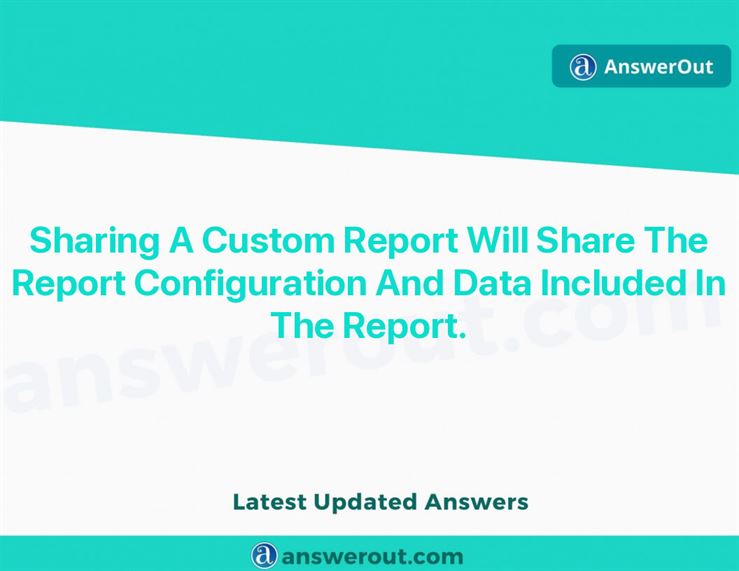 AnswerOut
Sharing A Custom Report Will Share The
Report Configuration And Data Included In
The Report.
answerout.com
Latest Updated Answers
answerout.com